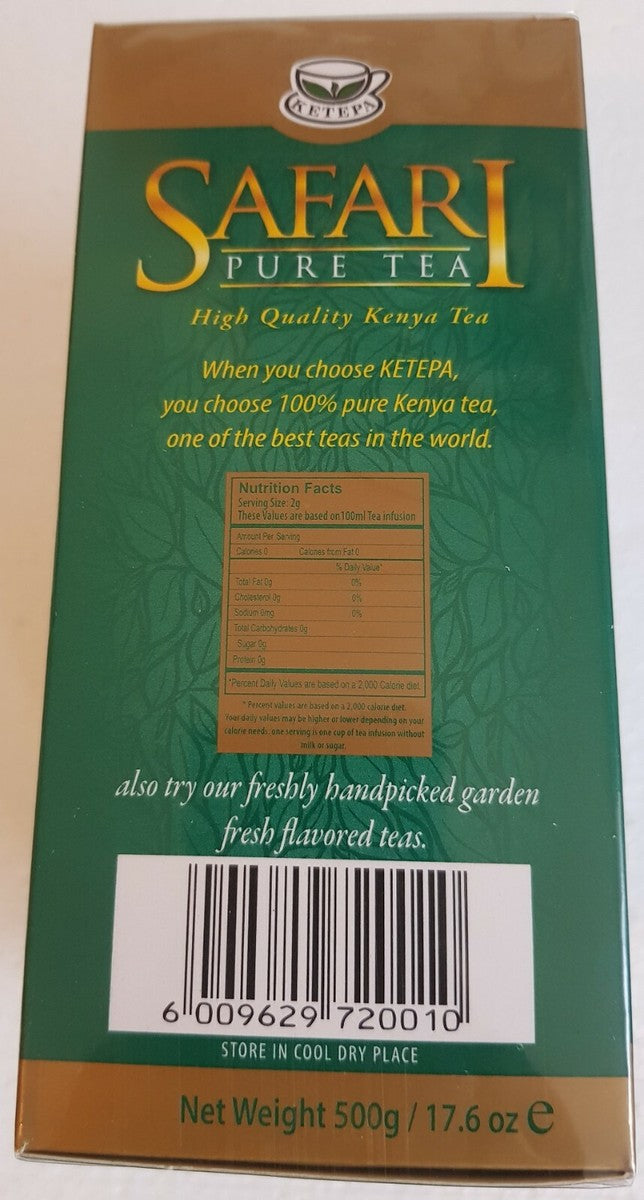 KETEPA
SAFARI
PURE TEA
High Quality Kenya Tea
When you choose KETEPA,
you choose 100% pure Kenya tea,
one of the best teas in the world.
Nutrition Facts
Serving Size: 2g
These Values are based on 100ml Tea infusion
Amount Per Serving
Calories 0 Calories from Fat 0
% Daily Value*
Total Fat 0g 0%
Cholesterol 0g 0%
Sodium 0mg 0%
Total Carbohydrates 0g
Sugar 0g
Protein 0g
*Percent Daily Values are based on a 2,000 Calorie diet.
* Percent values are based on a 2,000 calorie diet.
Your daily values may be higher or lower depending on your
calorie needs: one serving is one cup of tea infusion without
milk or sugar.
also try our freshly handpicked garden
fresh flavored teas.
6 009629 720010
STORE IN COOL DRY PLACE
Net Weight 500g / 17.6 oz e